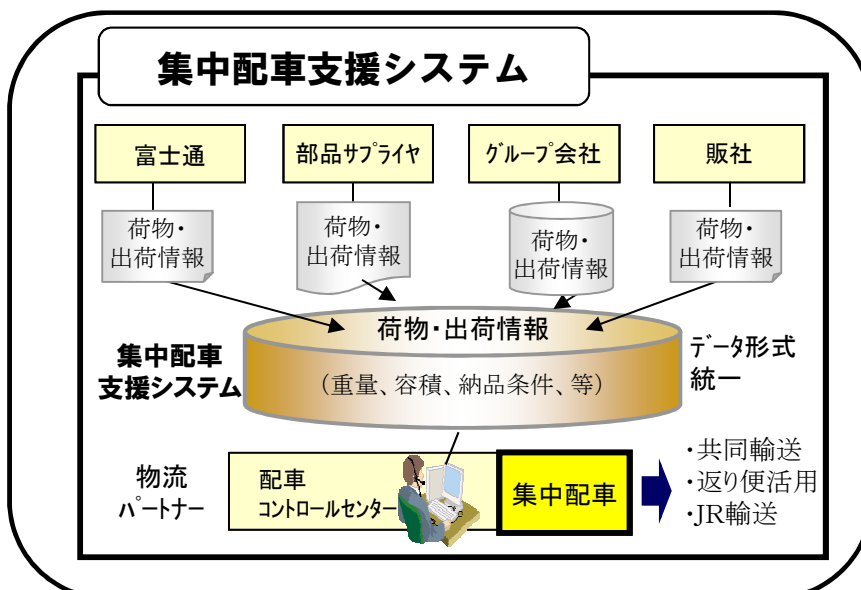 集中配車支援システム
富士通
部品サプライヤ
グループ会社
販社
荷物・
出荷情報
荷物・
出荷情報
荷物・
出荷情報
荷物・
出荷情報
荷物・出荷情報
集中配車
支援システム
(重量、容積、納品条件、等)
データ形式
統一
物流
パートナー
配車
コントロールセンター
集中配車
・共同輸送
・返り便活用
・JR輸送